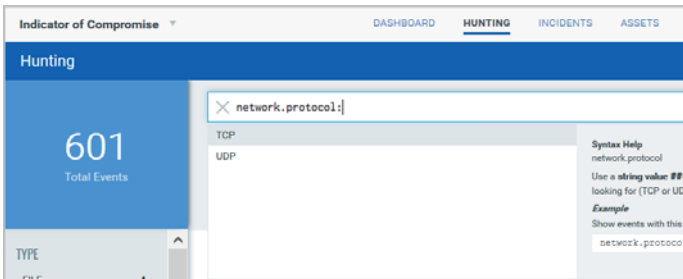 Indicator of Compromise
DASHBOARD HUNTING INCIDENTS ASSETS
Hunting
601
Total Events
network.protocol:
TCP
UDP
Syntax Help
network.protocol
Use a string value ##
looking for (TCP or UD
Example
Show events with this
network.protoco
TYPE